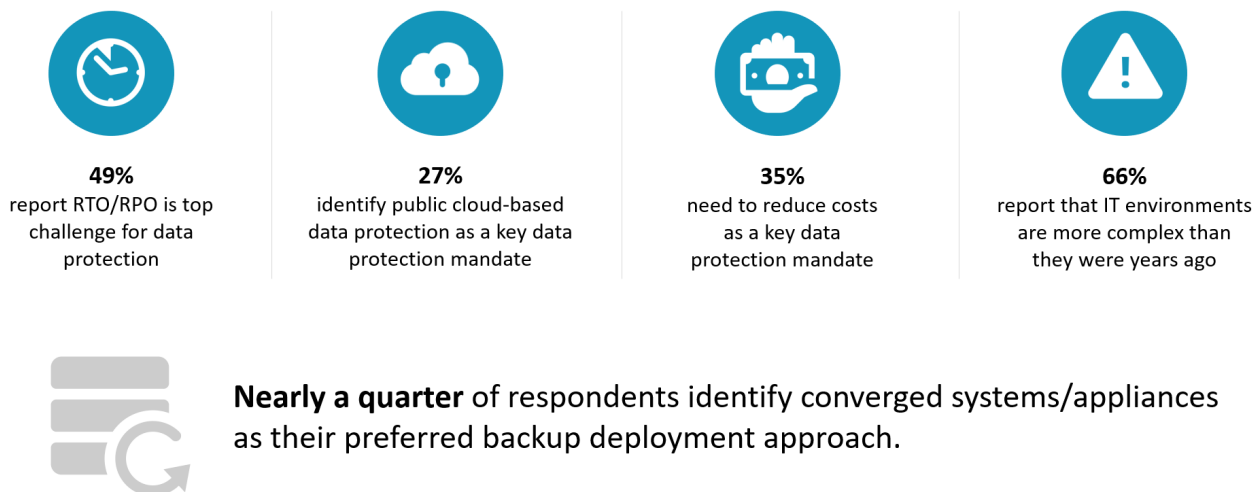 49%
report RTO/RPO is top
challenge for data
protection
27%
identify public cloud-based
data protection as a key data
protection mandate
35%
need to reduce costs
as a key data
protection mandate
66%
report that IT environments
are more complex than
they were years ago
Nearly a quarter of respondents identify converged systems/appliances
as their preferred backup deployment approach.